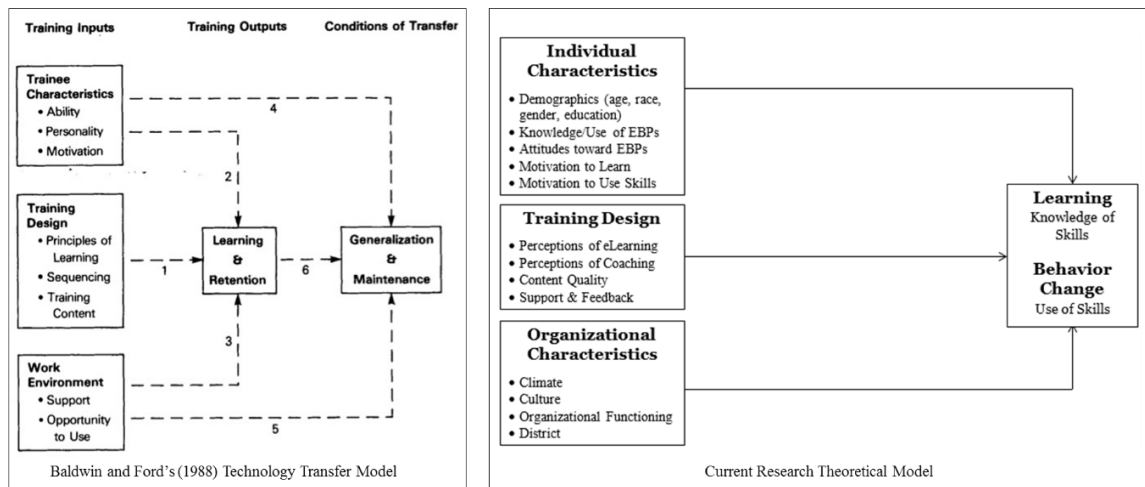 Training Inputs
Training Outputs
Conditions of Transfer
Trainee
Characteristics
• Ability
• Personality
• Motivation
4
2
Training
Design
• Principles of
Learning
• Sequencing
• Training
Content
1
Learning
&
Retention
6
Generalization
&
Maintenance
3
Work
Environment
• Support
• Opportunity
to Use
5
Baldwin and Ford's (1988) Technology Transfer Model
Individual
Characteristics
• Demographics (age, race,
gender, education)
• Knowledge/Use of EBPs
• Attitudes toward EBPs
• Motivation to Learn
• Motivation to Use Skills
Training Design
• Perceptions of eLearning
• Perceptions of Coaching
• Content Quality
• Support & Feedback
Organizational
Characteristics
• Climate
• Culture
• Organizational Functioning
• District
Learning
Knowledge of
Skills
Behavior
Change
Use of Skills
Current Research Theoretical Model